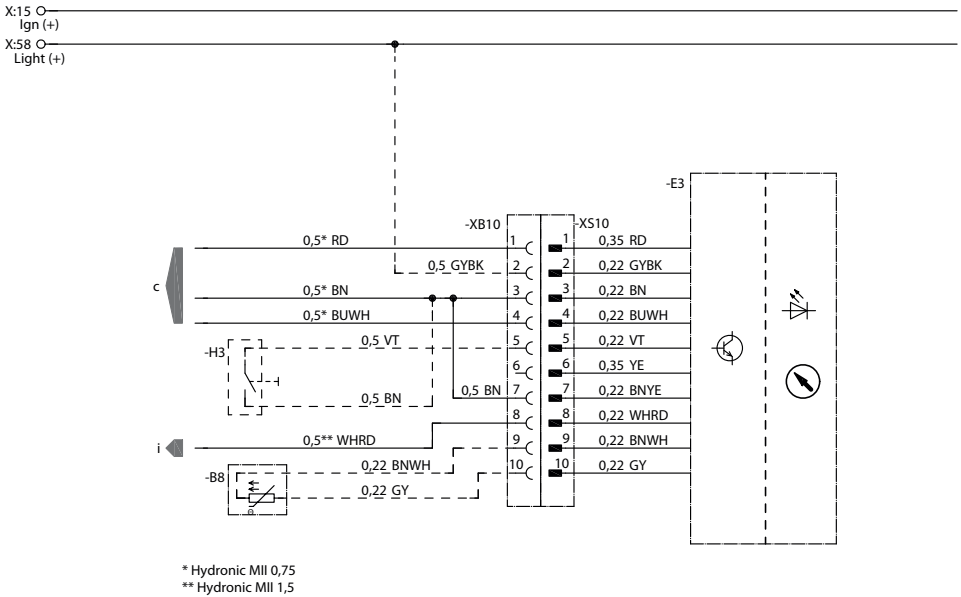 X:15
Ign (+)
X:58
Light (+)
-E3
-XB10
-XS10
0,5* RD
1
1
0,35 RD
0,5 GYBK
2
2
0,22 GYBK
c
0,5* BN
3
3
0,22 BN
0,5* BUWH
4
4
0,22 BUWH
-H3
0,5 VT
5
5
0,22 VT
6
6
0,35 YE
0,5 BN
0,5 BN
7
7
0,22 BNYE
8
8
0,22 WHRD
i
0,5** WHRD
9
9
0,22 BNWH
-B8
0,22 BNWH
10
10
0,22 GY
0,22 GY
* Hydronic MII 0,75
** Hydronic MII 1,5